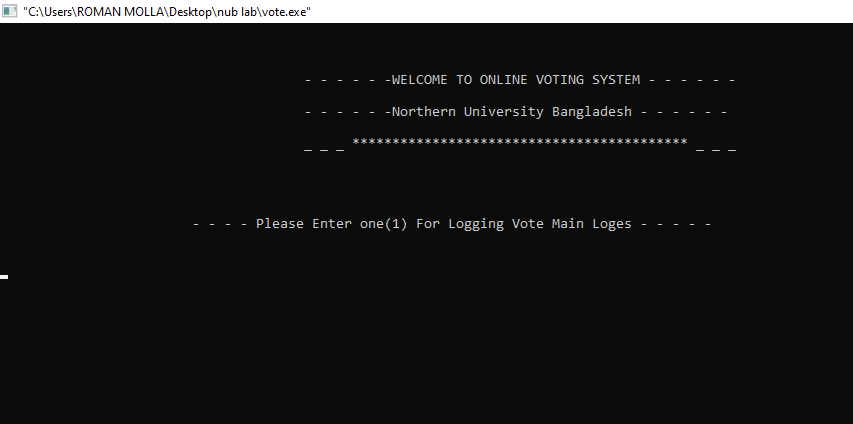 "C:\Users\ROMAN MOLLA\Desktop\nub lab\vote.exe"
- - - - - -WELCOME TO ONLINE VOTING SYSTEM - - - - - -
- - - - - -Northern University Bangladesh - - - - - -
_ _ _ ****************************************** _ _ _
- - - - Please Enter one(1) For Logging Vote Main Loges - - - - -